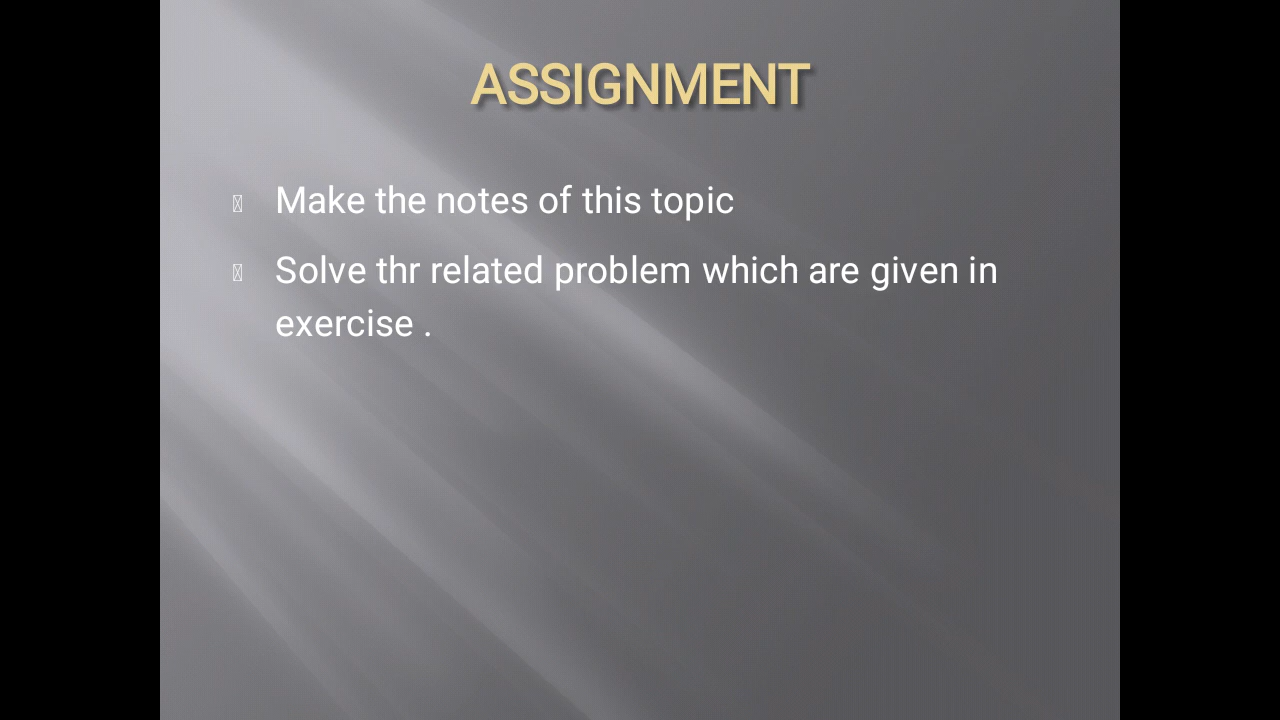 ASSIGNMENT
Make the notes of this topic
Solve thr related problem which are given in
exercise .